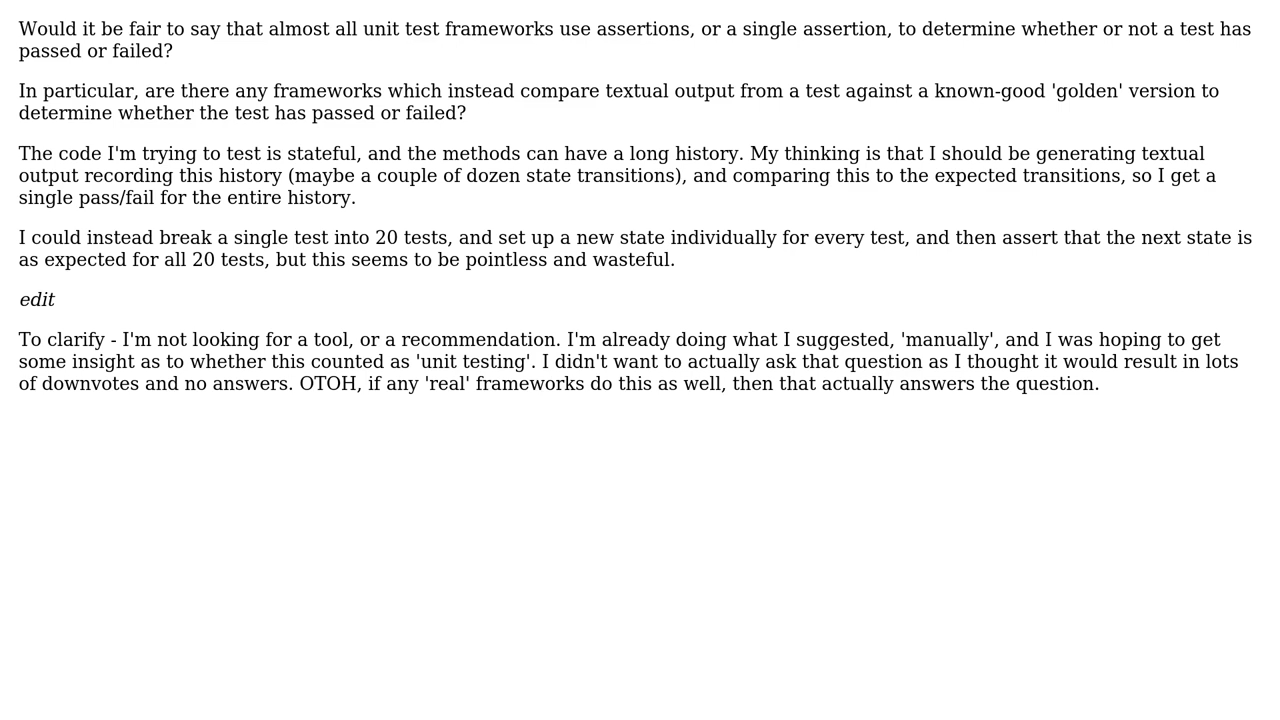 Would it be fair to say that almost all unit test frameworks use assertions, or a single assertion, to determine whether or not a test has
passed or failed?
In particular, are there any frameworks which instead compare textual output from a test against a known-good 'golden' version to
determine whether the test has passed or failed?
The code I'm trying to test is stateful, and the methods can have a long history. My thinking is that I should be generating textual
output recording this history (maybe a couple of dozen state transitions), and comparing this to the expected transitions, so I get a
single pass/fail for the entire history.
I could instead break a single test into 20 tests, and set up a new state individually for every test, and then assert that the next state is
as expected for all 20 tests, but this seems to be pointless and wasteful.
edit
To clarify - I'm not looking for a tool, or a recommendation. I'm already doing what I suggested, 'manually', and I was hoping to get
some insight as to whether this counted as 'unit testing'. I didn't want to actually ask that question as I thought it would result in lots
of downvotes and no answers. OTOH, if any 'real' frameworks do this as well, then that actually answers the question.